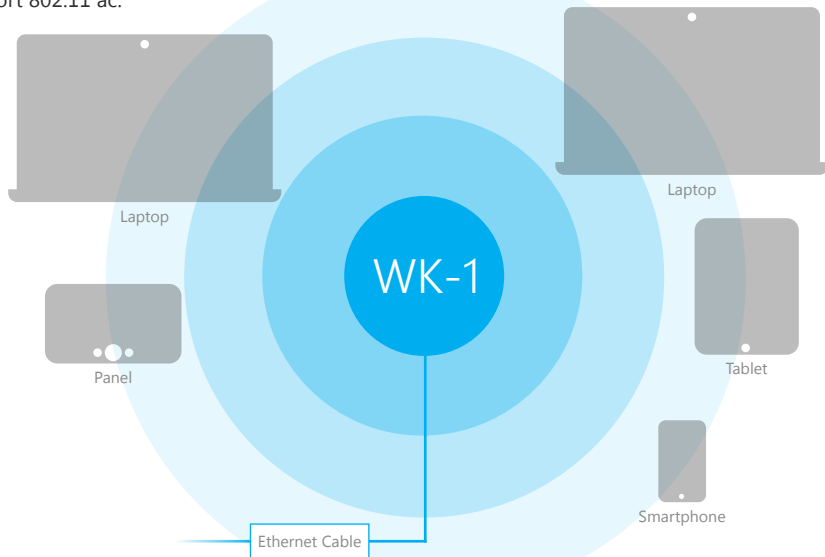 ort 802.11 ac.
Laptop
Laptop
WK-1
Panel
Tablet
Smartphone
Ethernet Cable